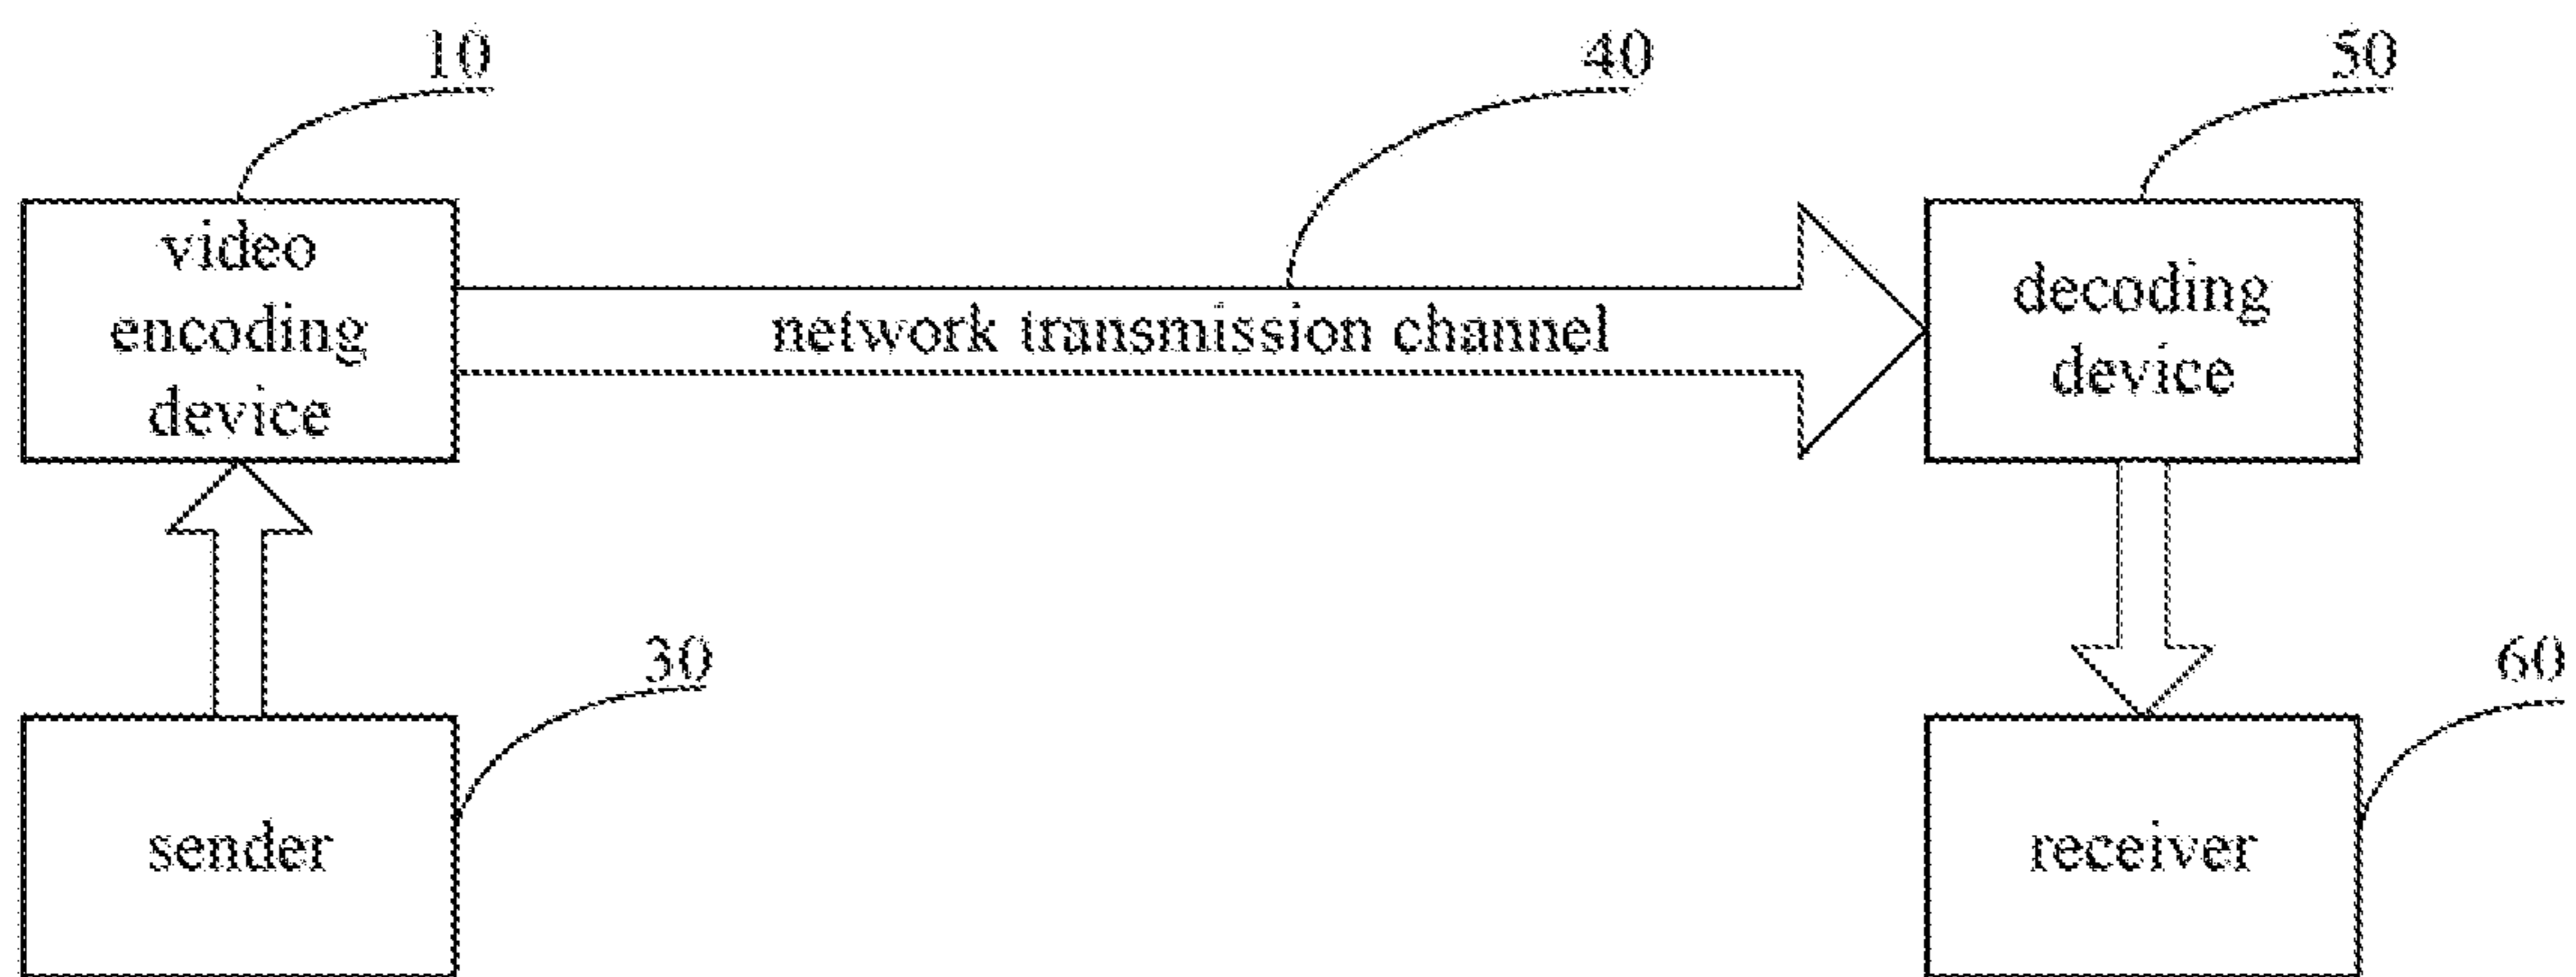 10
40
50
video
encoding
device
network transmission channel
decoding
device
30
60
sender
receiver